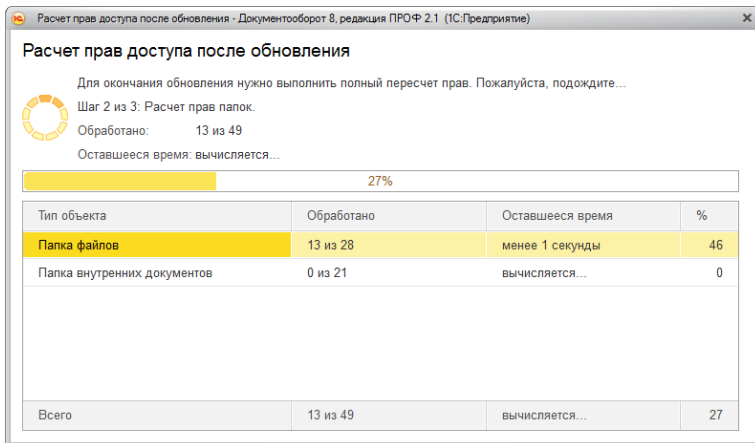 1С Расчет прав доступа после обновления - Документооборот 8, редакция ПРОФ 2.1 (1С:Предприятие)
Расчет прав доступа после обновления
Для окончания обновления нужно выполнить полный пересчет прав. Пожалуйста, подождите...
Шаг 2 из 3: Расчет прав папок.
Обработано: 13 из 49
Оставшееся время: вычисляется...
27%
Тип объекта Обработано Оставшееся время %
Папка файлов 13 из 28 менее 1 секунды 46
Папка внутренних документов 0 из 21 вычисляется... 0
Всего 13 из 49 вычисляется... 27